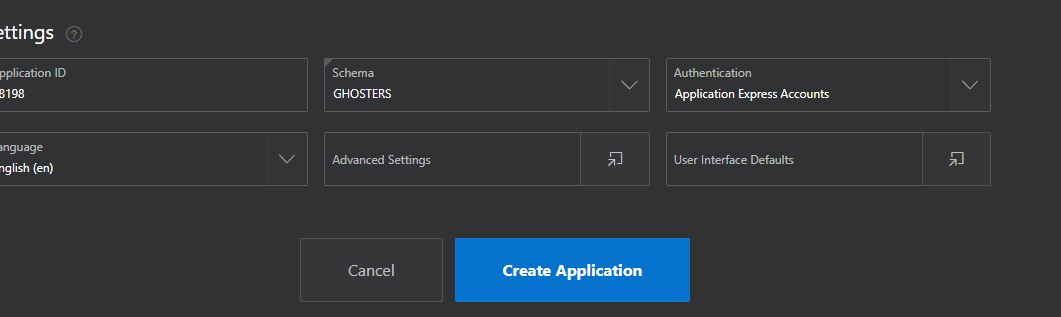 ettings
pplication ID
8198
Schema
GHOSTERS
Authentication
Application Express Accounts
anguage
nglish (en)
Advanced Settings
User Interface Defaults
Cancel
Create Application